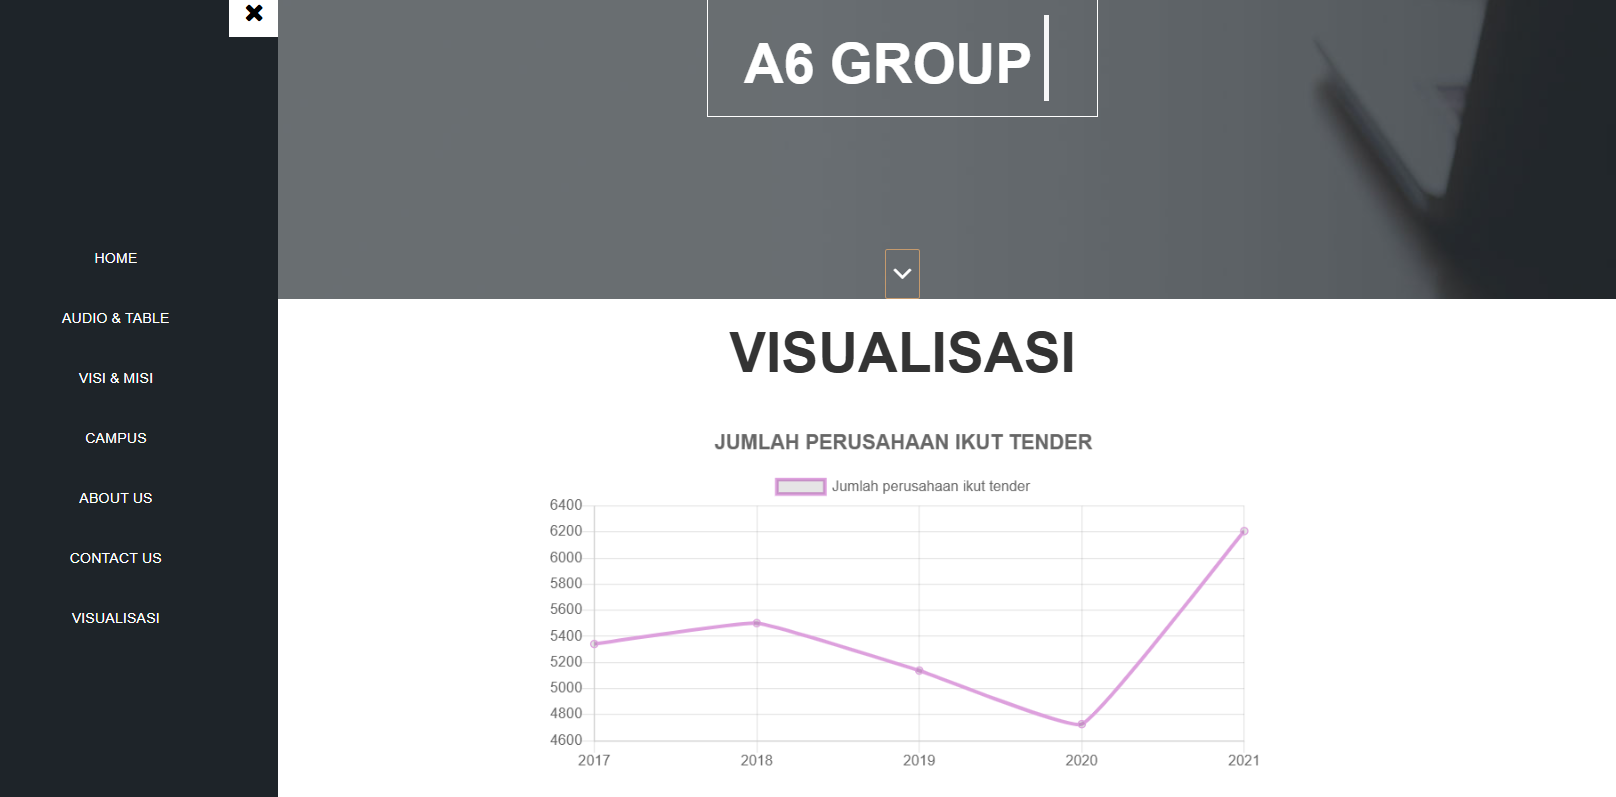 A6 GROUP
HOME
AUDIO & TABLE
VISI & MISI
CAMPUS
ABOUT US
CONTACT US
VISUALISASI
VISUALISASI
JUMLAH PERUSAHAAN IKUT TENDER
Jumlah perusahaan ikut tender
6400
6200
6000
5800
5600
5400
5200
5000
4800
4600
2017 2018 2019 2020 2021